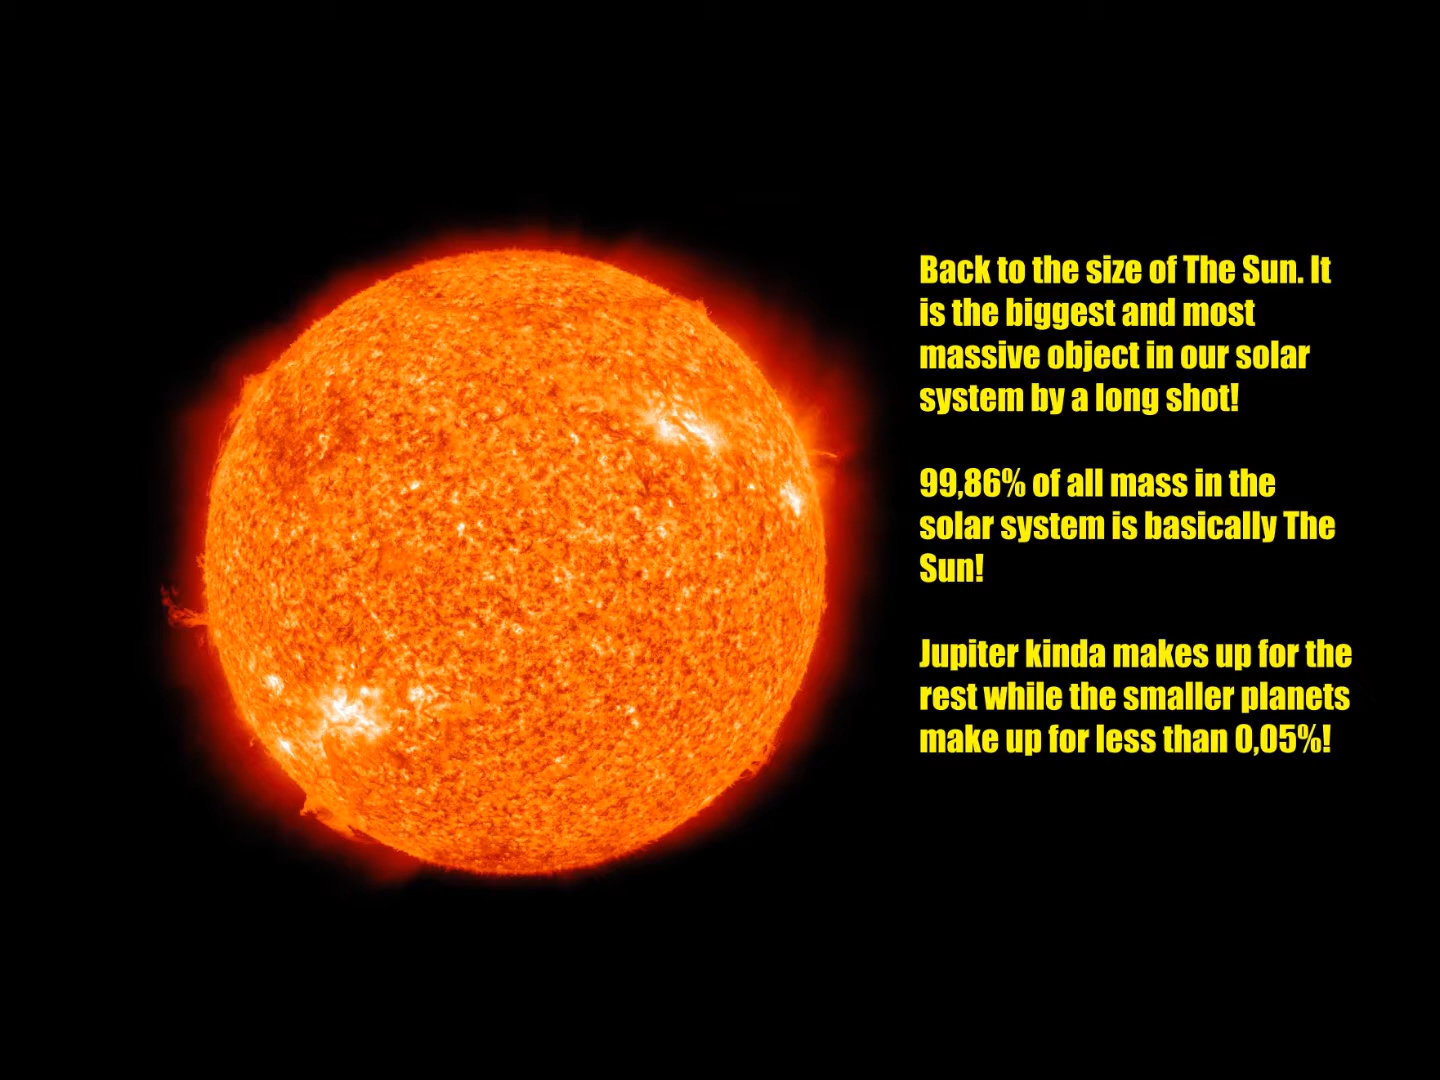 Back to the size of The Sun. It
is the biggest and most
massive object in our solar
system by a long shot!
99,86% of all mass in the
solar system is basically The
Sun!
Jupiter kinda makes up for the
rest while the smaller planets
make up for less than 0,05%!